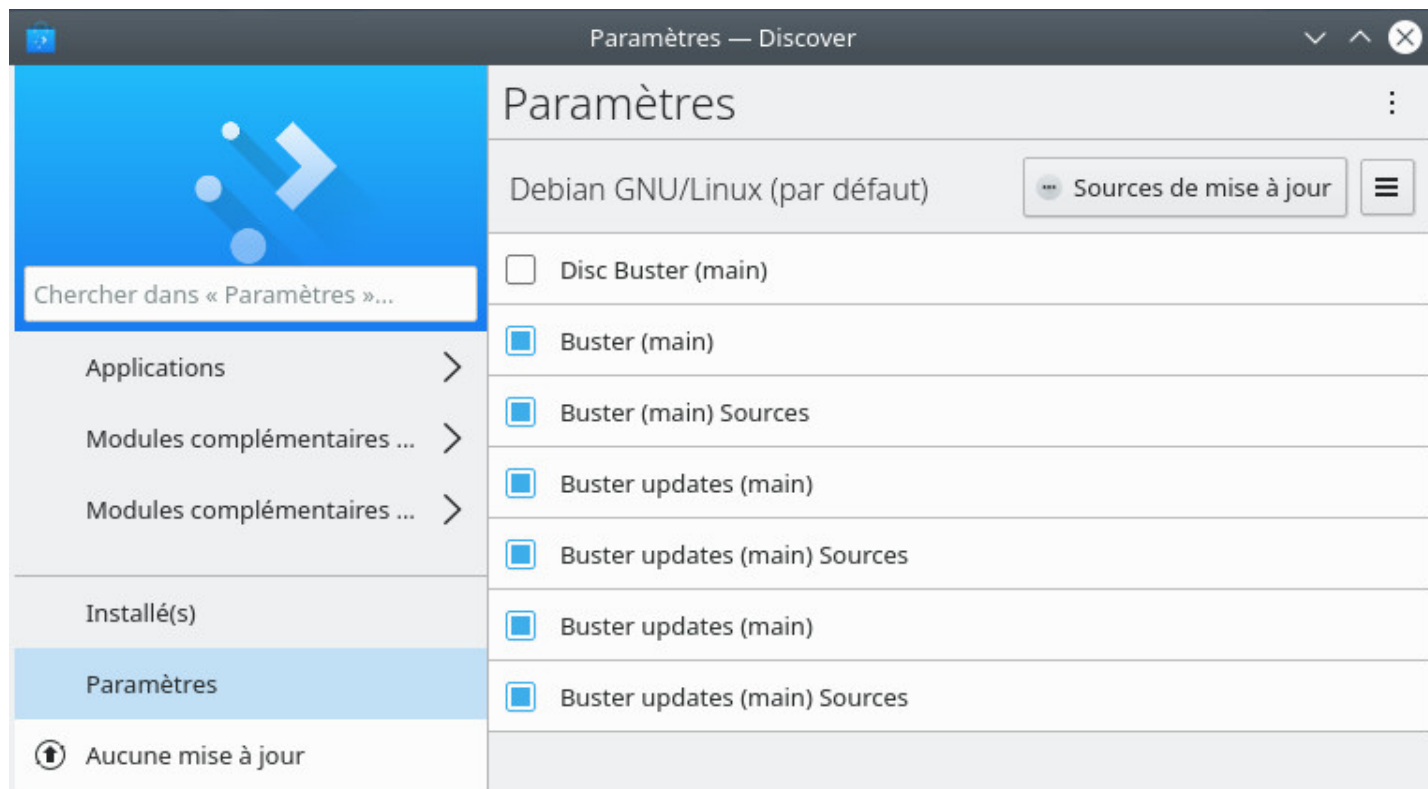 Paramètres — Discover
Chercher dans « Paramètres »...
Applications
Modules complémentaires ...
Modules complémentaires ...
Installé(s)
Paramètres
Aucune mise à jour
Paramètres
Debian GNU/Linux (par défaut)
Sources de mise à jour
Disc Buster (main)
Buster (main)
Buster (main) Sources
Buster updates (main)
Buster updates (main) Sources
Buster updates (main)
Buster updates (main) Sources